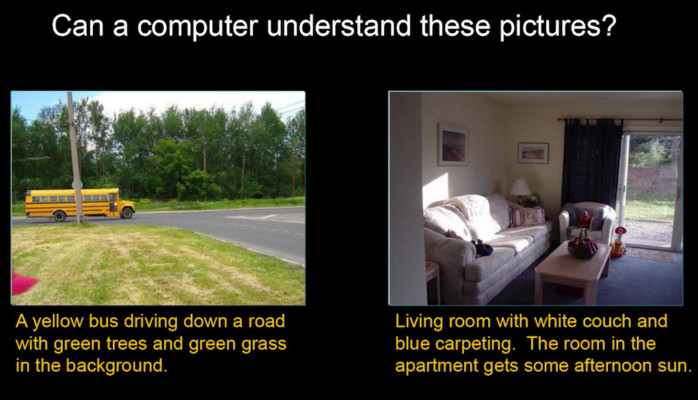 Can a computer understand these pictures?
A yellow bus driving down a road
with green trees and green grass
in the background.
Living room with white couch and
blue carpeting. The room in the
apartment gets some afternoon sun.